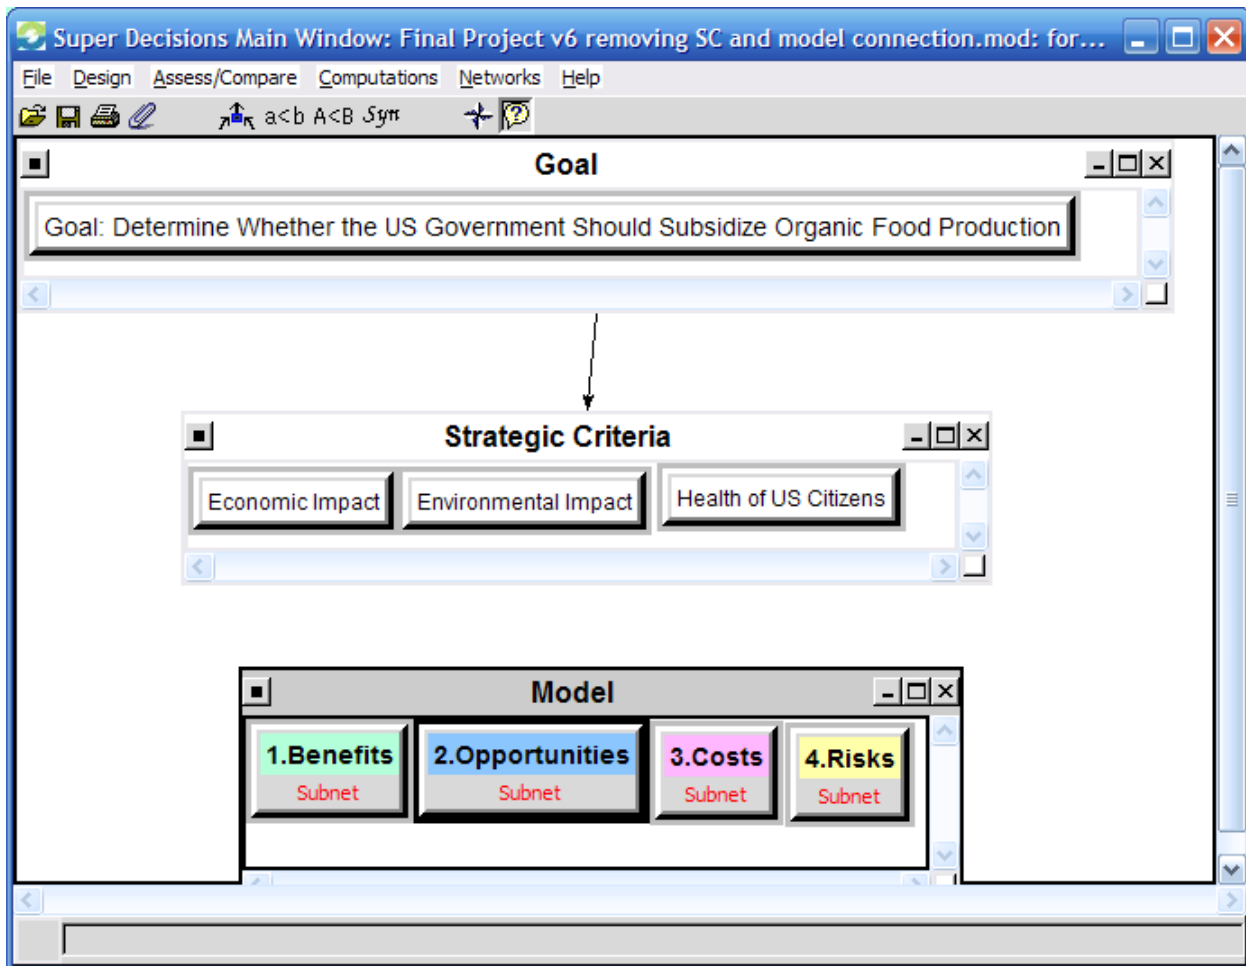 Super Decisions Main Window: Final Project v6 removing SC and model connection.mod: for...
File Design Assess/Compare Computations Networks Help
a<b A<B Syn
Goal
Goal: Determine Whether the US Government Should Subsidize Organic Food Production
Strategic Criteria
Economic Impact Environmental Impact Health of US Citizens
Model
1.Benefits 2.Opportunities 3.Costs 4.Risks
Subnet Subnet Subnet Subnet